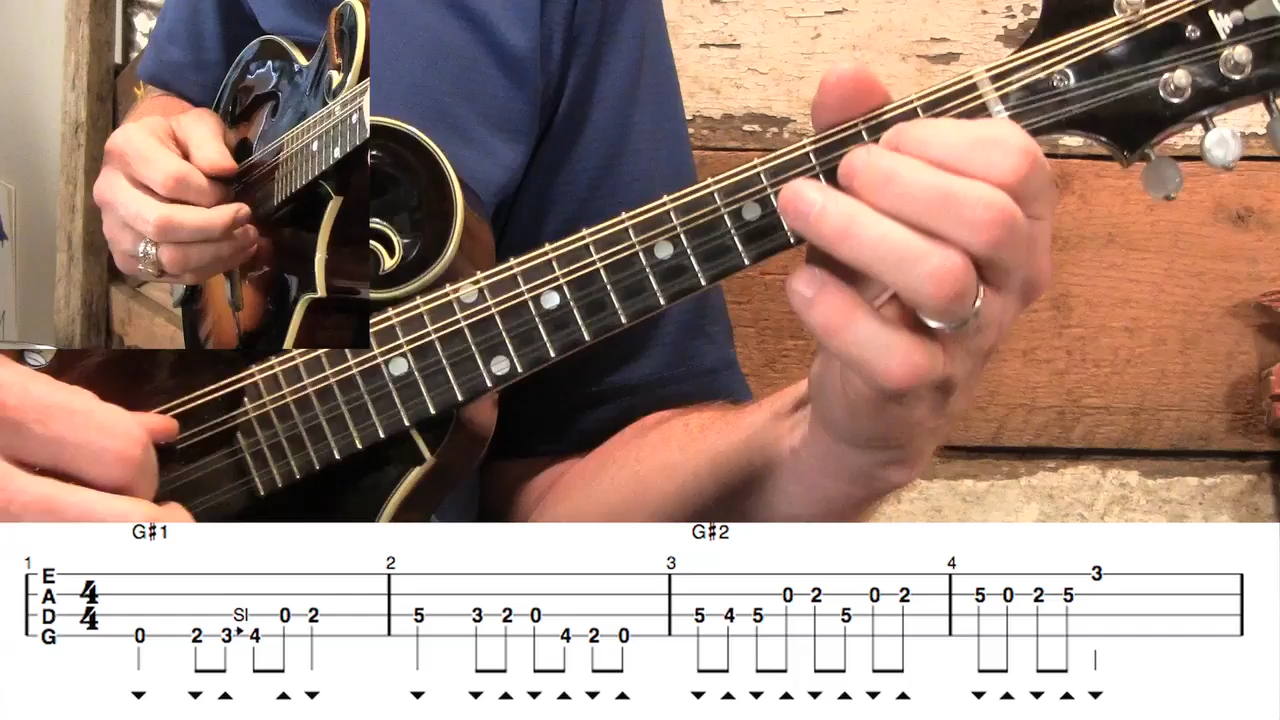 G♯1 G♯2
1 2 3 4
E 3
A 4 0 2 0 2 5 0 2 5
D 4 SI 0 2 5 3 2 0 5 4 5 5
G 0 2 3 4 4 2 0